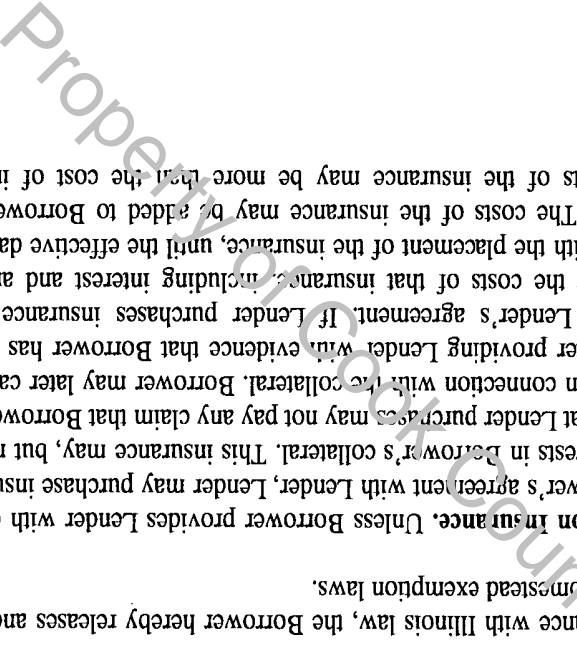 ance with Illinois law, the Borrower hereby releases and
omestead exemption laws.
on Insurance. Unless Borrower provides Lender with
wer's agreement with Lender, Lender may purchase insu
ests in Borrower's collateral. This insurance may, but
at Lender purchases may not pay any claim that Borrowe
n connection with the collateral. Borrower may later ca
er providing Lender with evidence that Borrower has
Lender's agreement. If Lender purchases insurance
the costs of that insurance, including interest and a
ith the placement of the insurance, until the effective da
The costs of the insurance may be added to Borrowe
ts of the insurance may be more than the cost of in
Property of Cook Coun